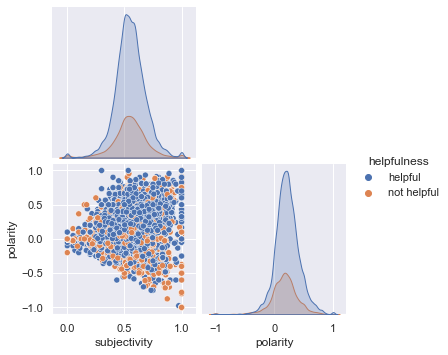 helpfulness
helpful
not helpful
1.0
0.5
0.0
−0.5
−1.0
polarity
0.0
0.5
1.0
subjectivity
−1
0
1
polarity